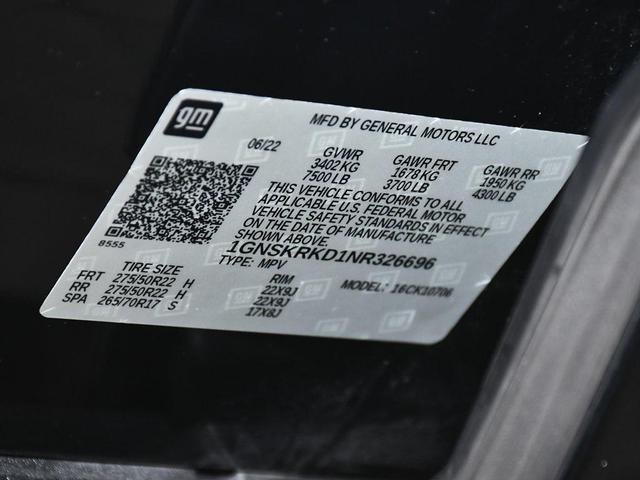 gm
MFD BY GENERAL MOTORS LLC
06/22
GVWR GAWR FRT GAWR RR
3402 KG 1678 KG 1950 KG
7500 LB 3700 LB 4300 LB
THIS VEHICLE CONFORMS TO ALL
APPLICABLE U.S. FEDERAL MOTOR
VEHICLE SAFETY STANDARDS IN EFFECT
ON THE DATE OF MANUFACTURE
SHOWN ABOVE.
8555
1GNSKRKD1NR326696
TYPE: MPV
TIRE SIZE RIM MODEL: 16CK10706
FRT 275/50R22 H 22X9J
RR 275/50R22 H 22X9J
SPA 265/70R17 S 17X8J